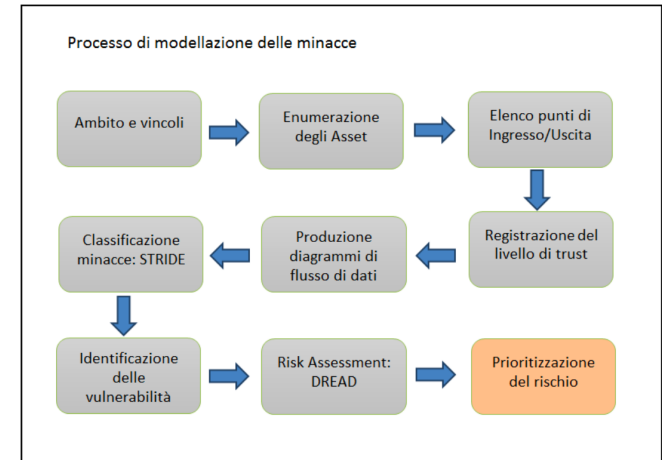 Processo di modellazione delle minacce
Ambito e vincoli
Enumerazione
degli Asset
Elenco punti di
Ingresso/Uscita
Registrazione del
livello di trust
Produzione
diagrammi di
flusso di dati
Classificazione
minacce: STRIDE
Identificazione
delle
vulnerabilità
Risk Assessment:
DREAD
Prioritizzazione
del rischio